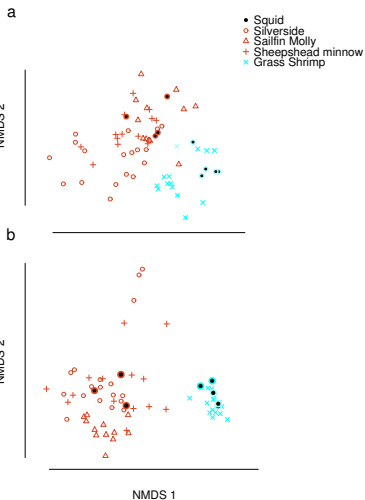 a
Squid
Silverside
Sailfin Molly
Sheepshead minnow
Grass Shrimp
NMDS 2
b
NMDS 2
NMDS 1